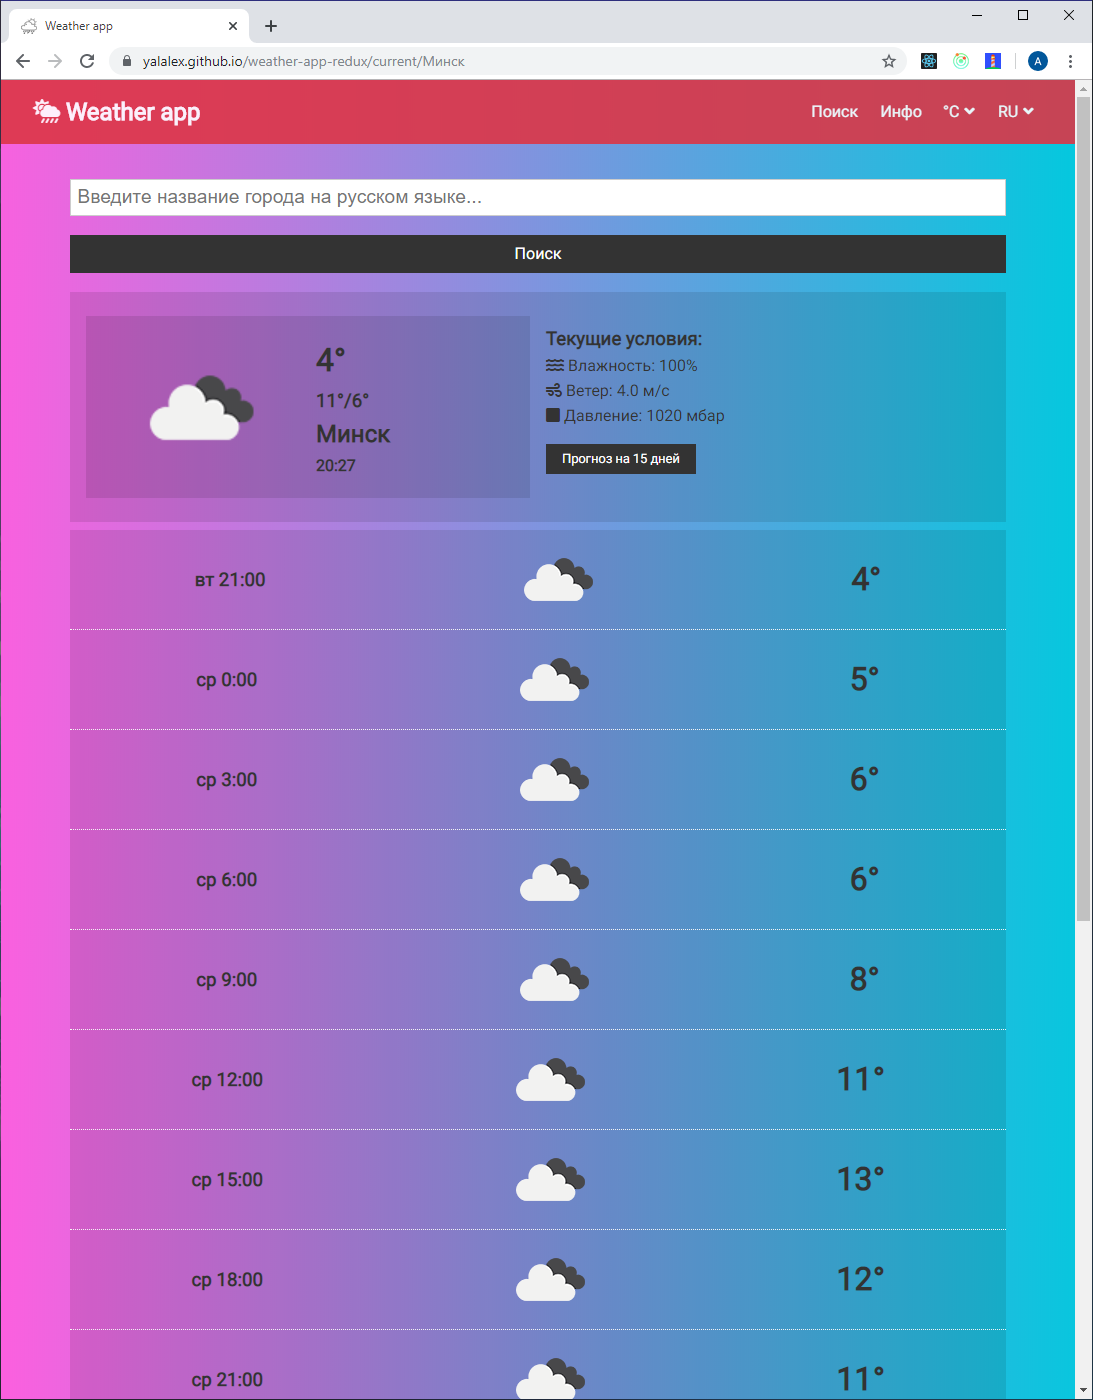 Weather app
yalalex.github.io/weather-app-redux/current/Минск
A
Weather app
Поиск Инфо °C RU
Введите название города на русском языке...
Поиск
4°
11°/6°
Минск
20:27
Текущие условия:
Влажность: 100%
Ветер: 4.0 м/с
Давление: 1020 мбар
Прогноз на 15 дней
вт 21:00 4°
ср 0:00 5°
ср 3:00 6°
ср 6:00 6°
ср 9:00 8°
ср 12:00 11°
ср 15:00 13°
ср 18:00 12°
ср 21:00 11°